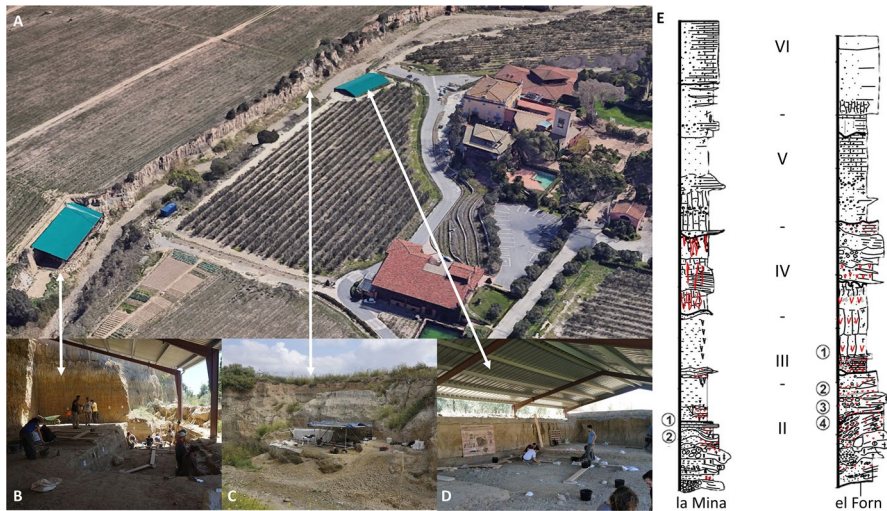 A
B
C
D
E
VI
-
V
-
IV
-
III
-
II
①
②
①
②
③
④
la Mina
el Forn